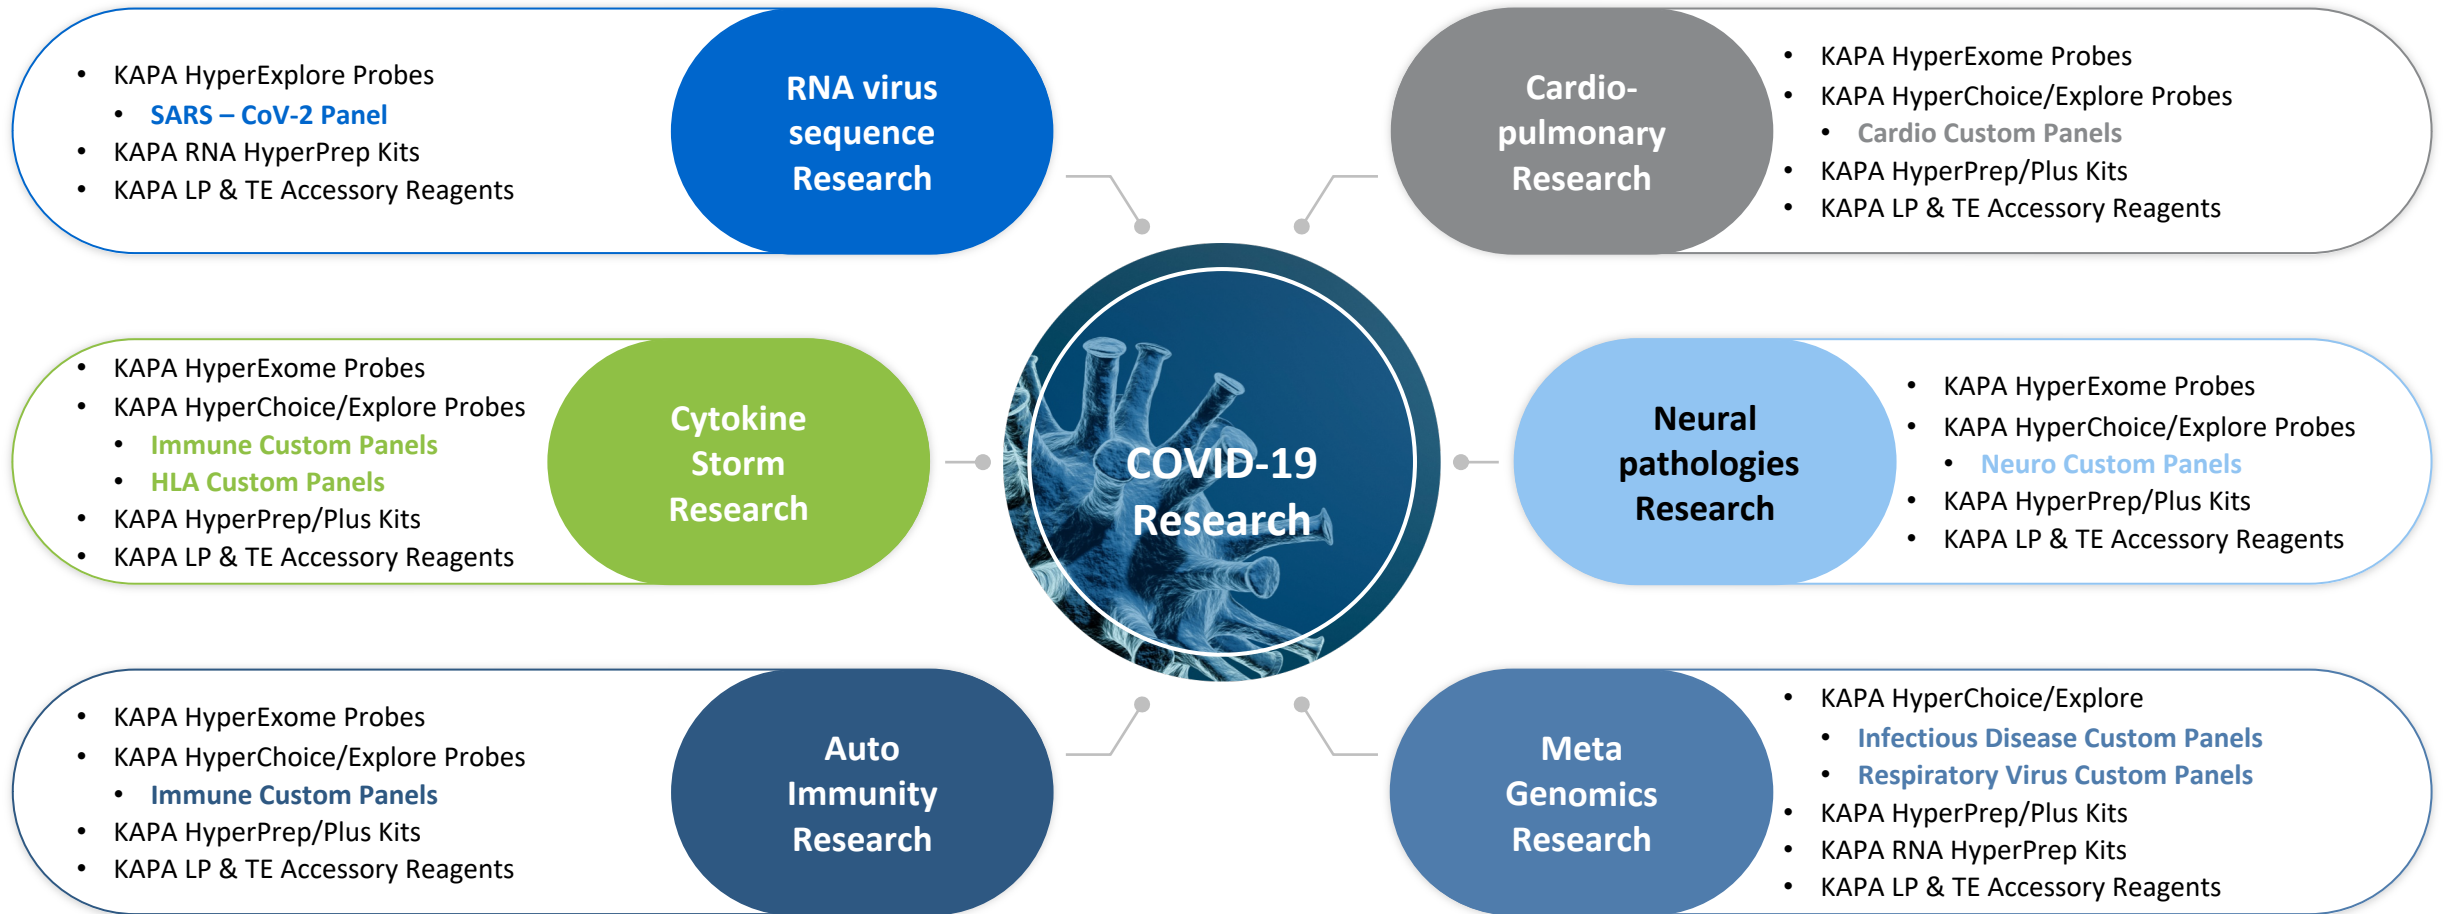 • KAPA HyperExplore Probes
• SARS – CoV-2 Panel
• KAPA RNA HyperPrep Kits
• KAPA LP & TE Accessory Reagents
RNA virus
sequence
Research
Cardio-
pulmonary
Research
• KAPA HyperExome Probes
• KAPA HyperChoice/Explore Probes
• Cardio Custom Panels
• KAPA HyperPrep/Plus Kits
• KAPA LP & TE Accessory Reagents
• KAPA HyperExome Probes
• KAPA HyperChoice/Explore Probes
• Immune Custom Panels
• HLA Custom Panels
• KAPA HyperPrep/Plus Kits
• KAPA LP & TE Accessory Reagents
Cytokine
Storm
Research
COVID-19
Research
Neural
pathologies
Research
• KAPA HyperExome Probes
• KAPA HyperChoice/Explore Probes
• Neuro Custom Panels
• KAPA HyperPrep/Plus Kits
• KAPA LP & TE Accessory Reagents
• KAPA HyperExome Probes
• KAPA HyperChoice/Explore Probes
• Immune Custom Panels
• KAPA HyperPrep/Plus Kits
• KAPA LP & TE Accessory Reagents
Auto
Immunity
Research
Meta
Genomics
Research
• KAPA HyperChoice/Explore
• Infectious Disease Custom Panels
• Respiratory Virus Custom Panels
• KAPA HyperPrep/Plus Kits
• KAPA RNA HyperPrep Kits
• KAPA LP & TE Accessory Reagents